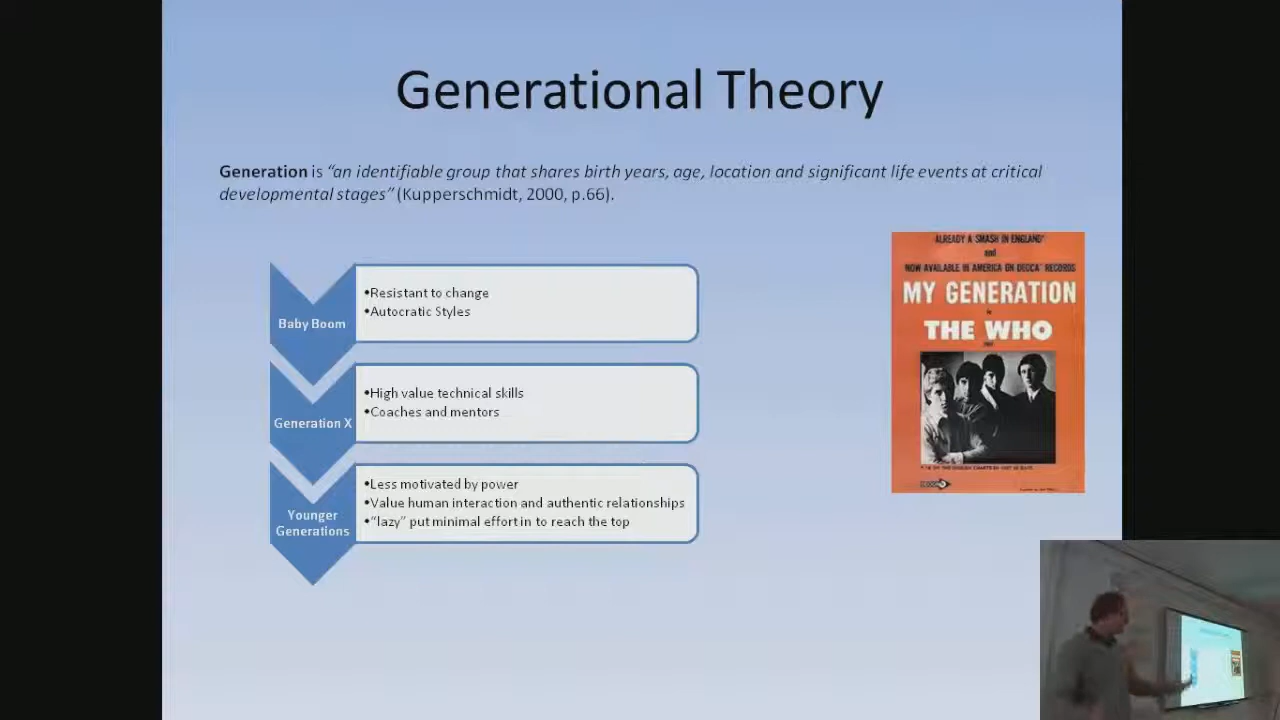 Generational Theory
Generation is “an identifiable group that shares birth years, age, location and significant life events at critical
developmental stages” (Kupperschmidt, 2000, p.66).
Baby Boom
•Resistant to change
•Autocratic Styles
Generation X
•High value technical skills
•Coaches and mentors
Younger
Generations
•Less motivated by power
•Value human interaction and authentic relationships
•“lazy” put minimal effort in to reach the top
ALREADY A SMASH IN ENGLAND
and
NOW AVAILABLE IN AMERICA ON DECCA RECORDS
MY GENERATION
THE WHO